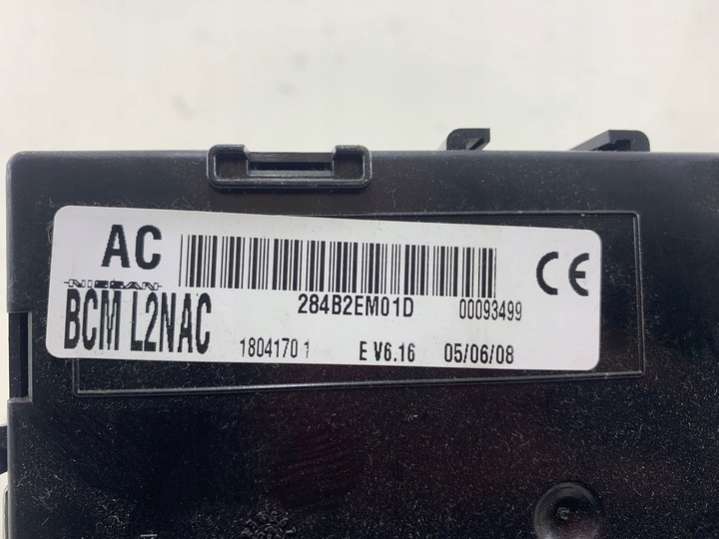 AC
NISSAN
BCM L2NAC
284B2EM01D 00093499
1804170 1 E V6.16 05/06/08
CE